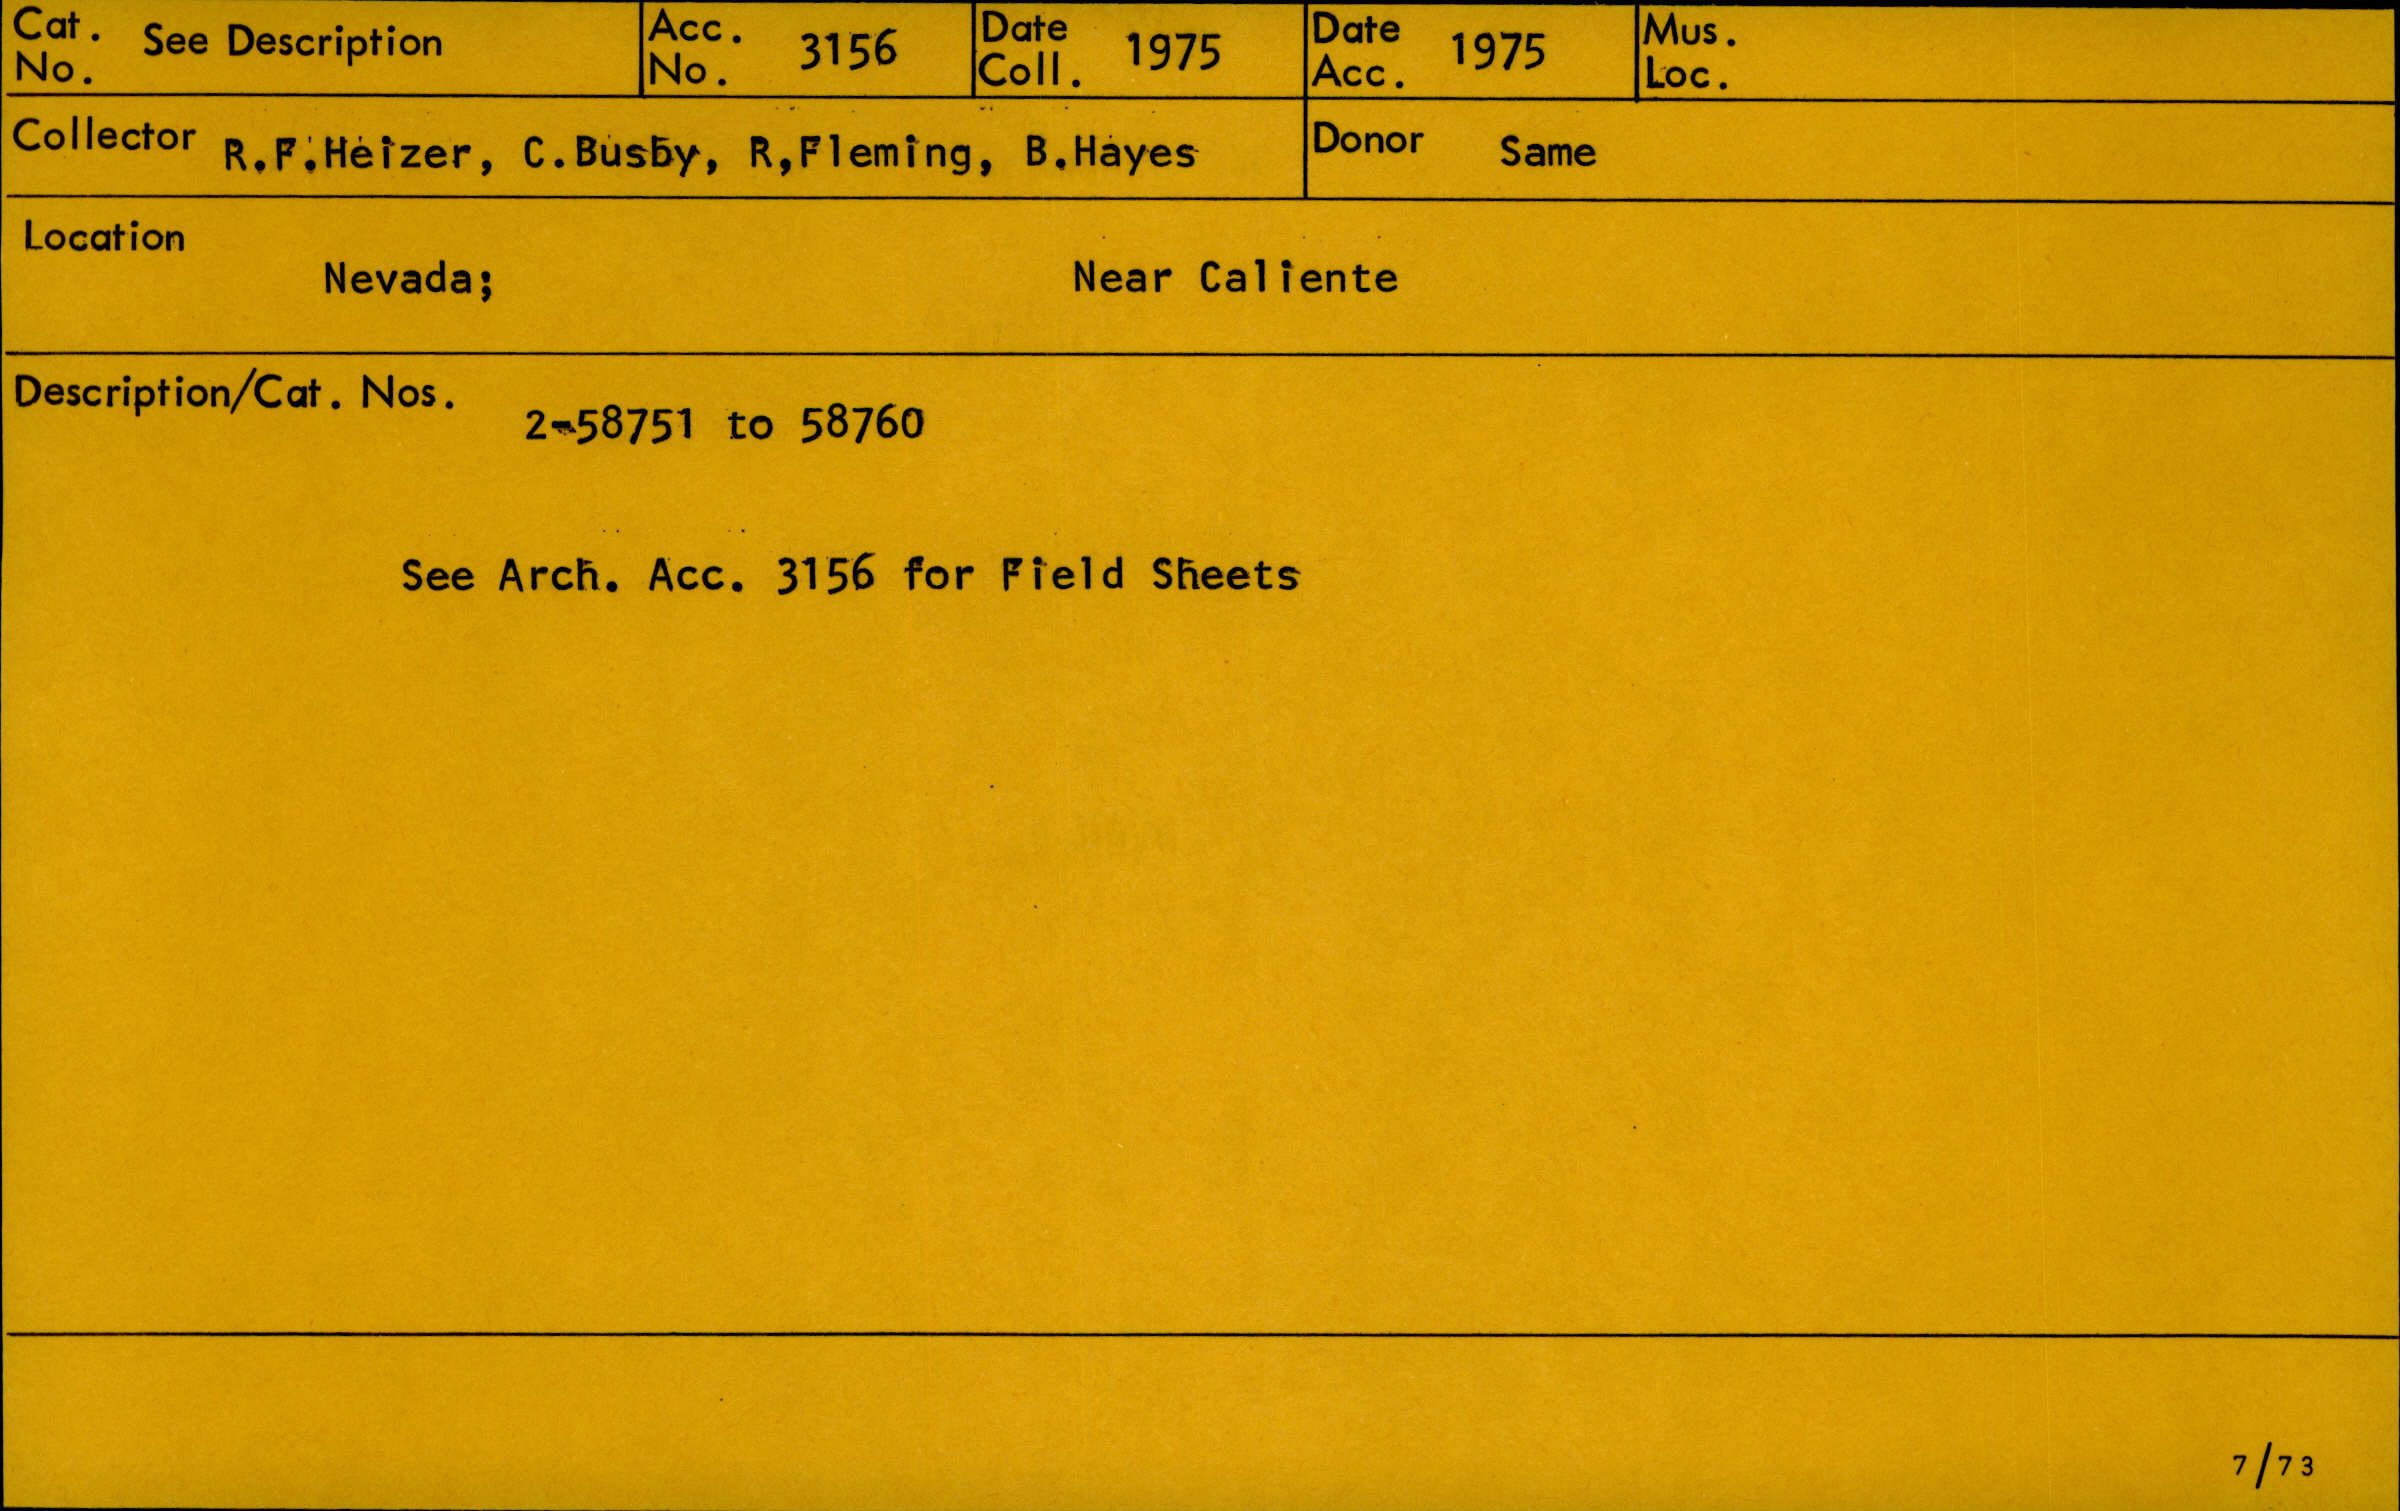 Cat. No. See Description Acc. No. 3156 Date Coll. 1975 Date Acc. 1975 Mus. Loc.
Collector R.F.Heizer, C.Busby, R,Fleming, B.Hayes Donor Same
Location
Nevada; Near Caliente
Description/Cat. Nos.
2-58751 to 58760
See Arch. Acc. 3156 for Field Sheets
7/73